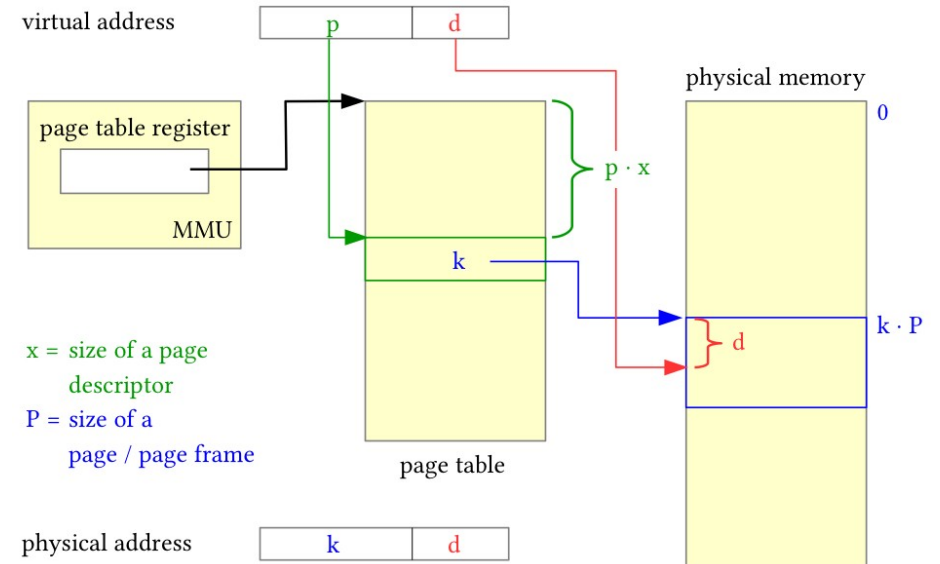 virtual address
p
d
physical memory
0
page table register
p · x
MMU
k
k · P
d
x = size of a page
descriptor
P = size of a
page / page frame
page table
physical address
k
d